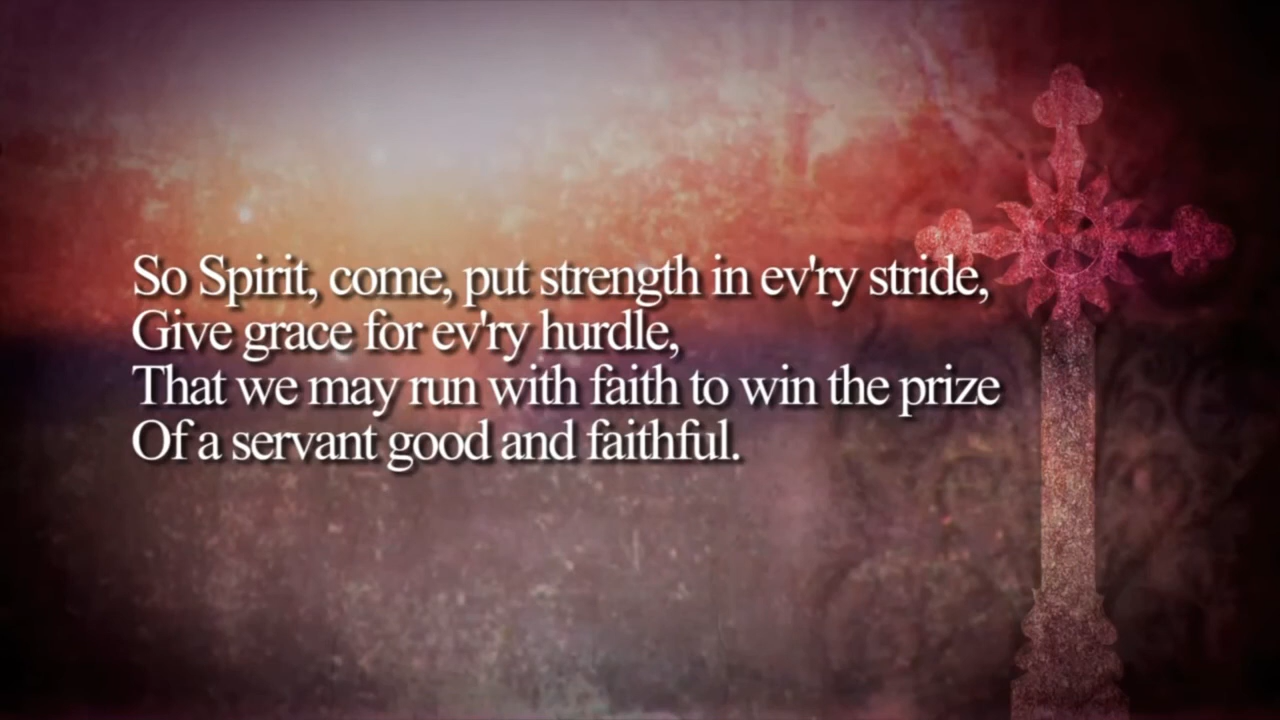 So Spirit, come, put strength in ev'ry stride,
Give grace for ev'ry hurdle,
That we may run with faith to win the prize
Of a servant good and faithful.